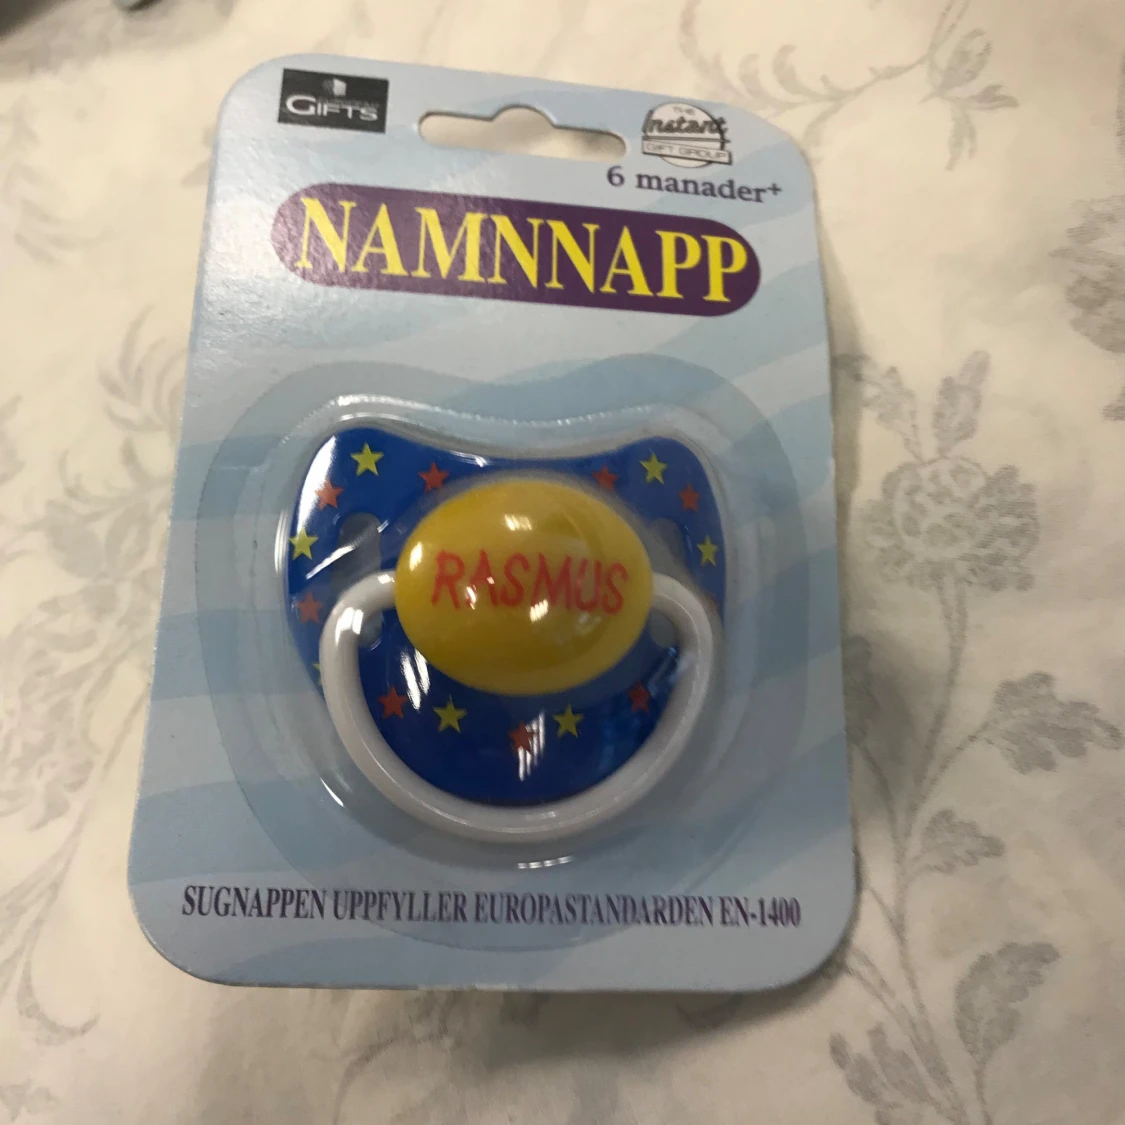 GIFTS
THE
Instant
GIFT GROUP
6 manader+
NAMNNAPP
RASMUS
SUGNAPPEN UPPFYLLER EUROPASTANDARDEN EN-1400